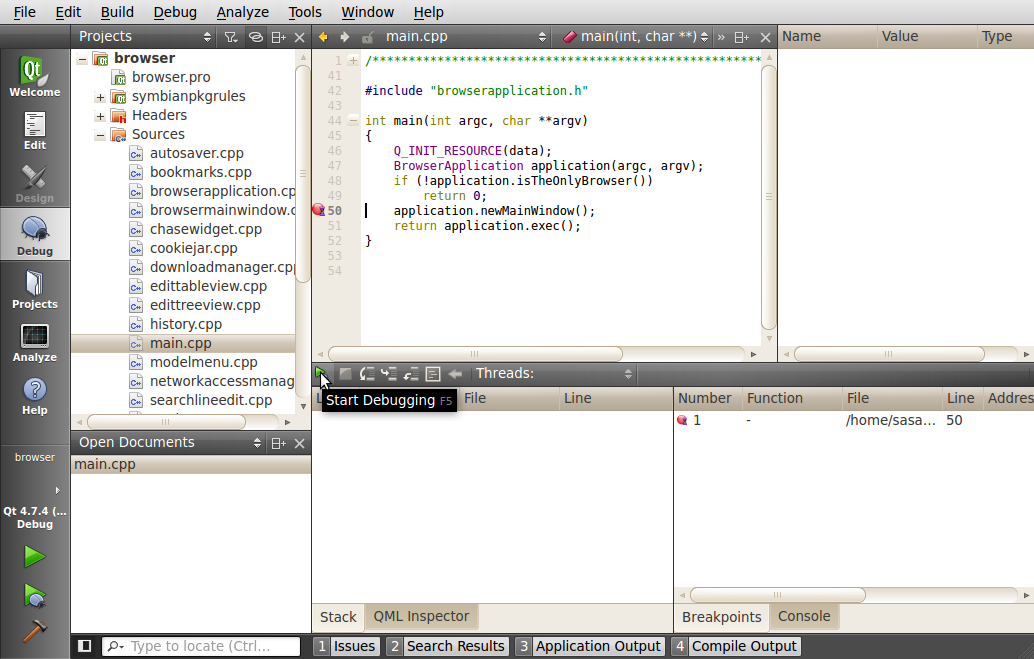 File Edit Build Debug Analyze Tools Window Help
Projects
main.cpp
main(int, char **) »
Name Value Type
Welcome
Edit
Design
Debug
Projects
Analyze
Help
browser
Qt 4.7.4 (...
Debug
browser
browser.pro
symbianpkgrules
Headers
Sources
autosaver.cpp
bookmarks.cpp
browserapplication.cp
browsermainwindow.c
chasewidget.cpp
cookiejar.cpp
downloadmanager.cpp
edittableview.cpp
edittreeview.cpp
history.cpp
main.cpp
modelmenu.cpp
networkaccessmanag
searchlineedit.cpp
Open Documents
main.cpp
1 /******************************************************
41
42 #include "browserapplication.h"
43
44 int main(int argc, char **argv)
45 {
46 Q_INIT_RESOURCE(data);
47 BrowserApplication application(argc, argv);
48 if (!application.isTheOnlyBrowser())
49 return 0;
50 application.newMainWindow();
51 return application.exec();
52 }
53
54
Threads:
Start Debugging F5
File Line
Number Function File Line Addres
1 - /home/sasa... 50
Stack QML Inspector
Breakpoints Console
Type to locate (Ctrl...
1 Issues 2 Search Results 3 Application Output 4 Compile Output